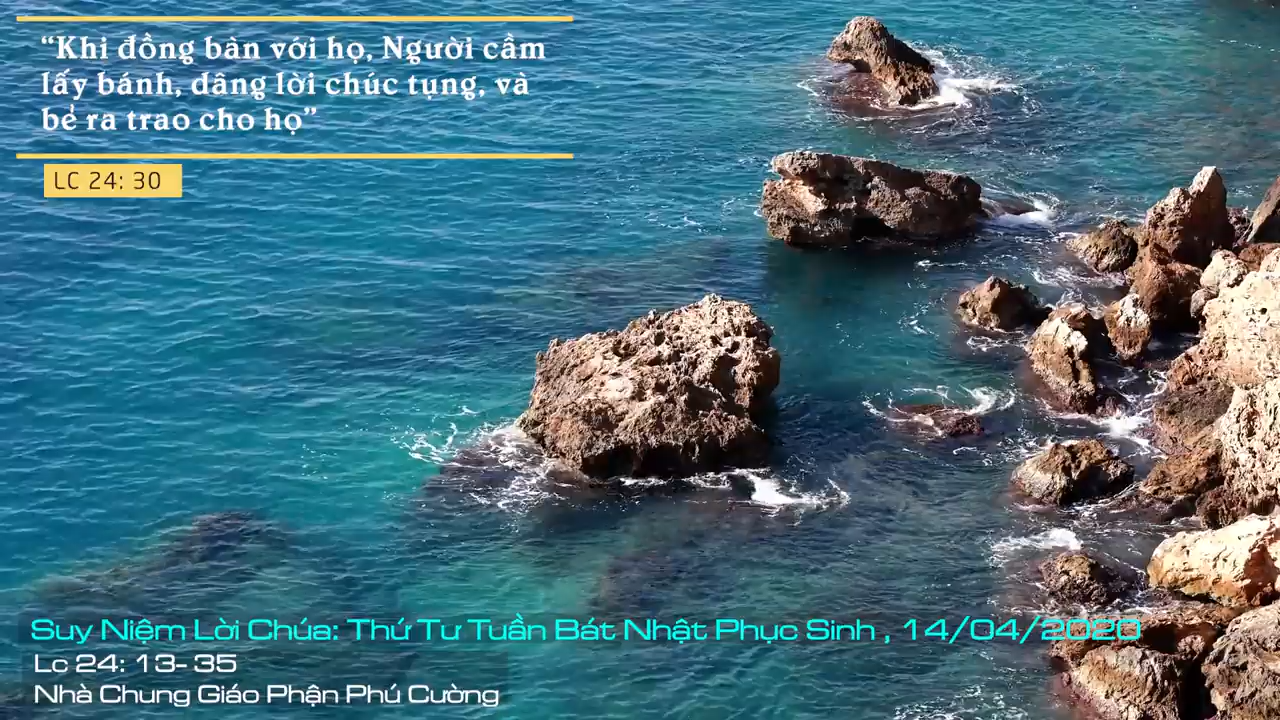 “Khi đồng bàn với họ, Người cầm
lấy bánh, dâng lời chúc tụng, và
bẻ ra trao cho họ”
LC 24: 30
Suy Niệm Lời Chúa: Thứ Tư Tuần Bát Nhật Phục Sinh , 14/04/2020
Lc 24: 13- 35
Nhà Chung Giáo Phận Phú Cường